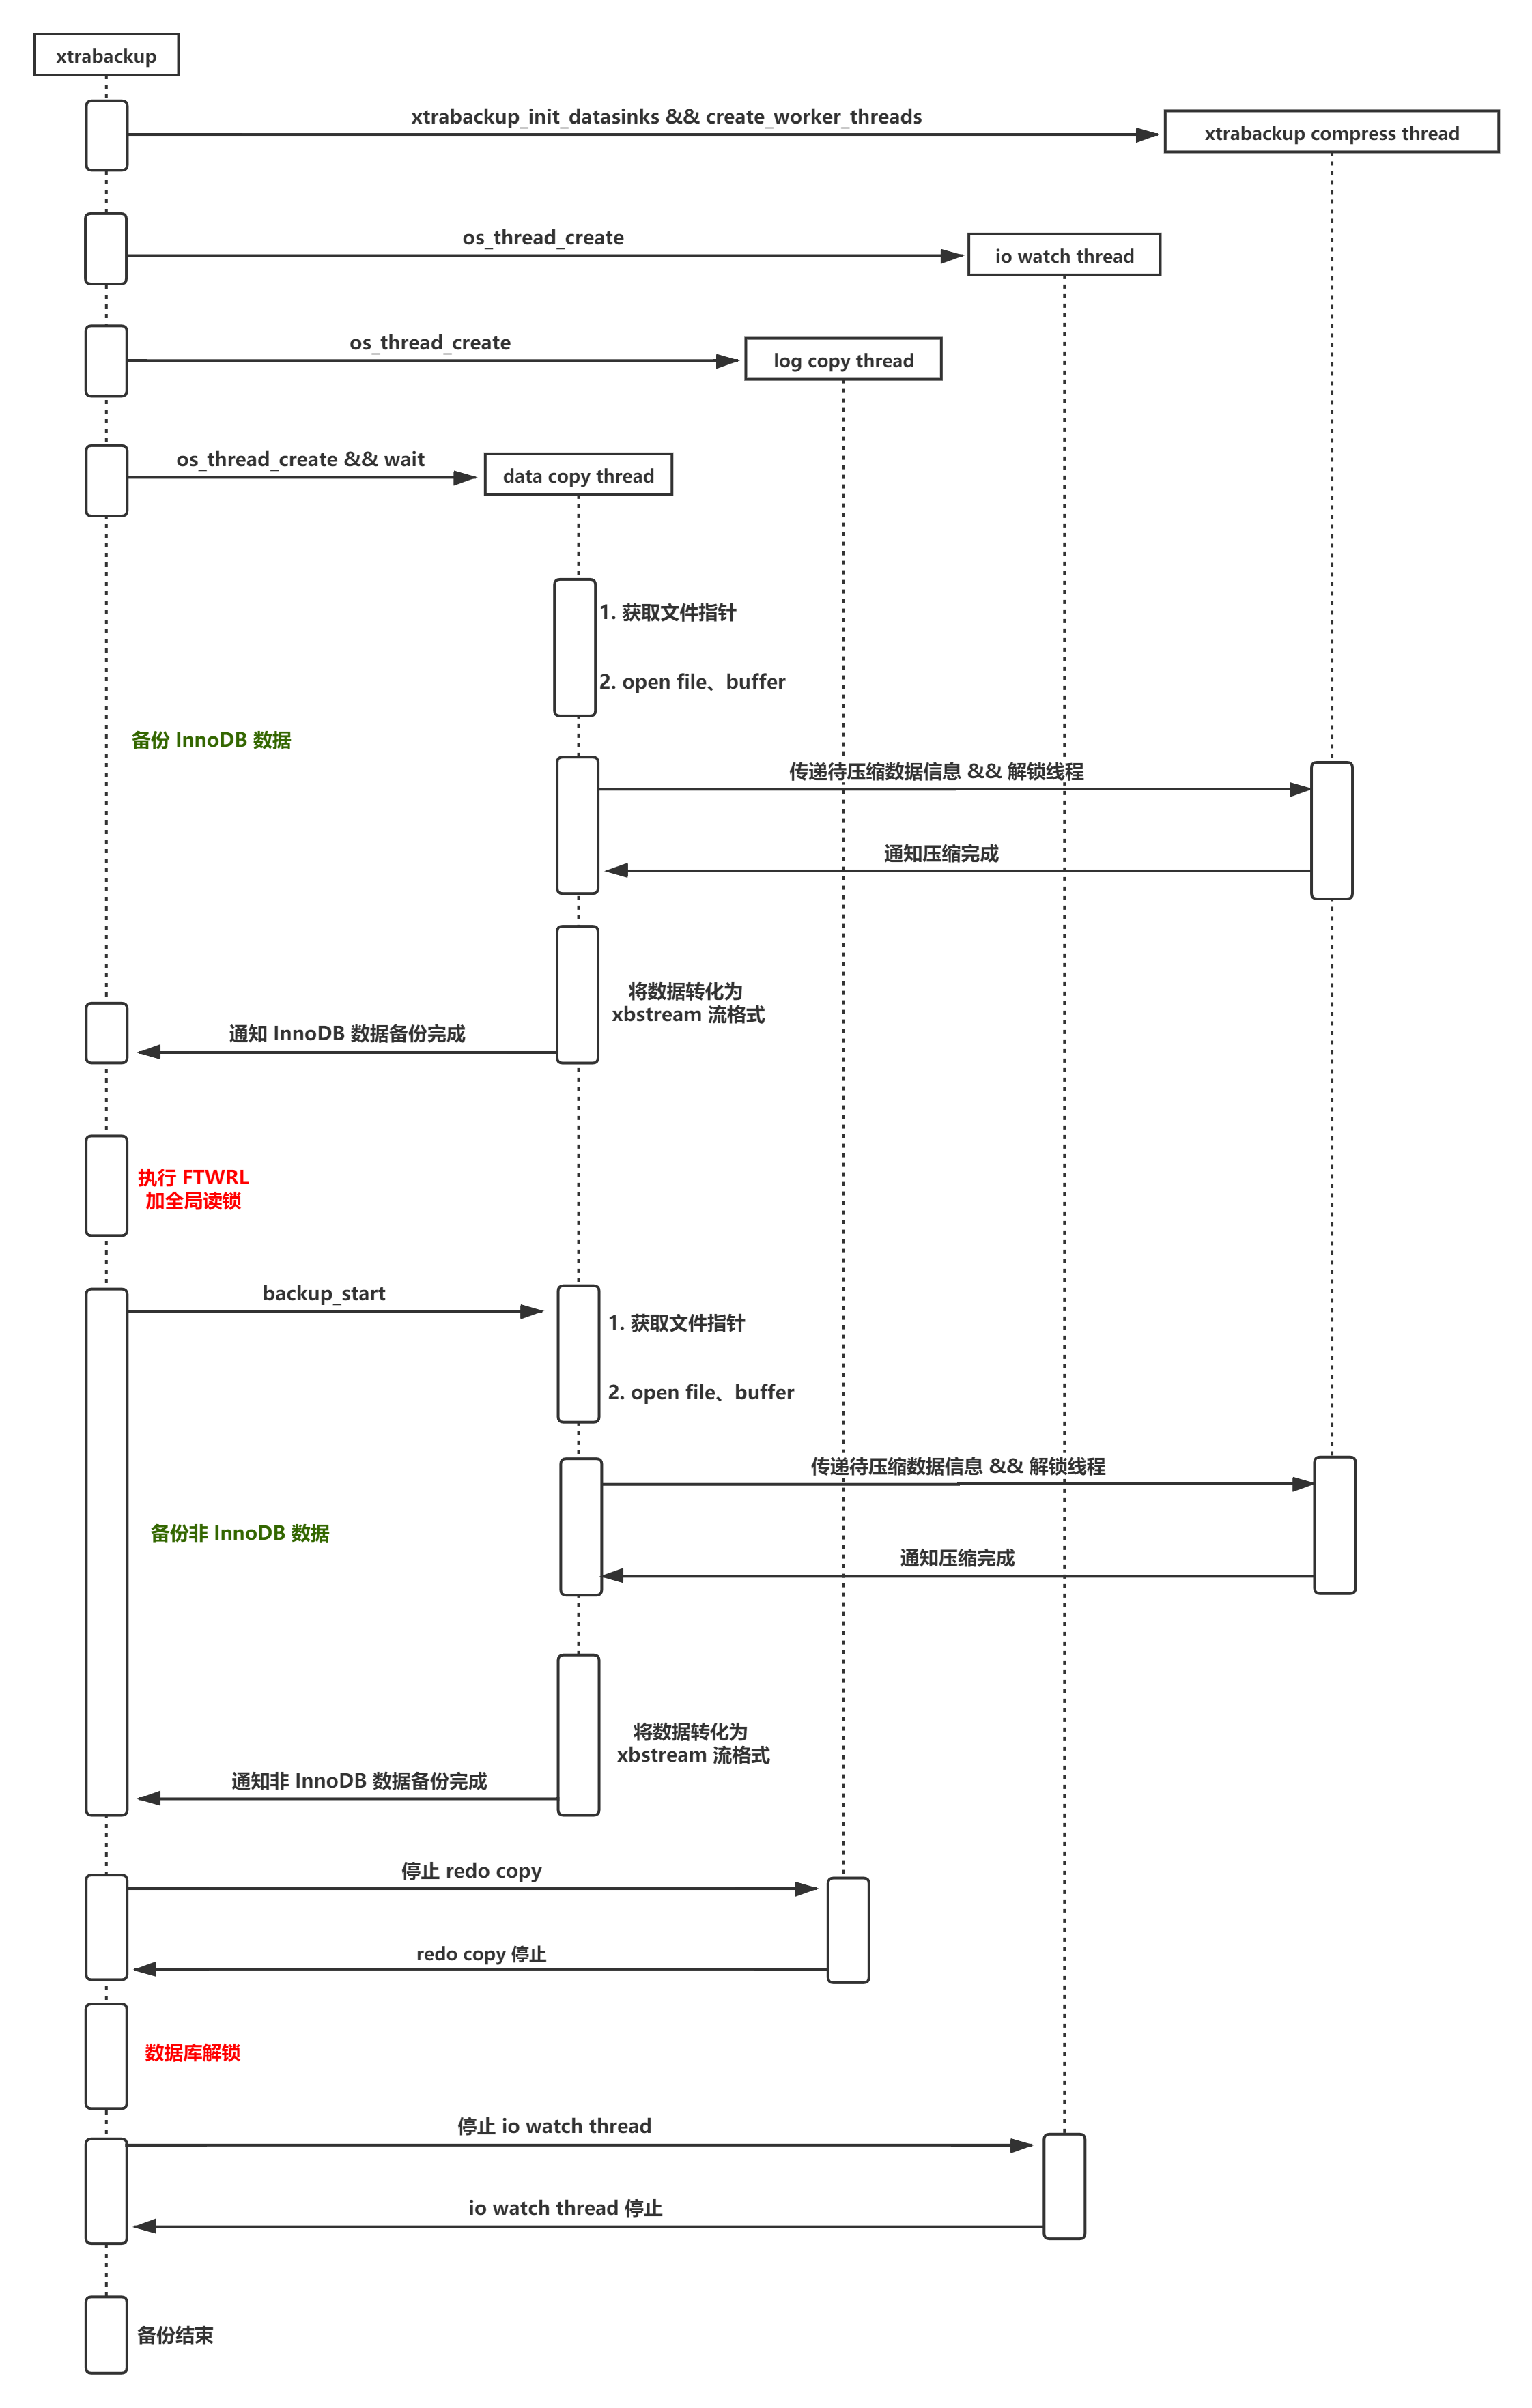 xtrabackup
xtrabackup_init_datasinks && create_worker_threads
xtrabackup compress thread
os_thread_create
io watch thread
os_thread_create
log copy thread
os_thread_create && wait
data copy thread
1. 获取文件指针
2. open file、buffer
备份 InnoDB 数据
传递待压缩数据信息 && 解锁线程
通知压缩完成
将数据转化为
xbstream 流格式
通知 InnoDB 数据备份完成
执行 FTWRL
加全局读锁
backup_start
1. 获取文件指针
2. open file、buffer
传递待压缩数据信息 && 解锁线程
备份非 InnoDB 数据
通知压缩完成
将数据转化为
xbstream 流格式
通知非 InnoDB 数据备份完成
停止 redo copy
redo copy 停止
数据库解锁
停止 io watch thread
io watch thread 停止
备份结束